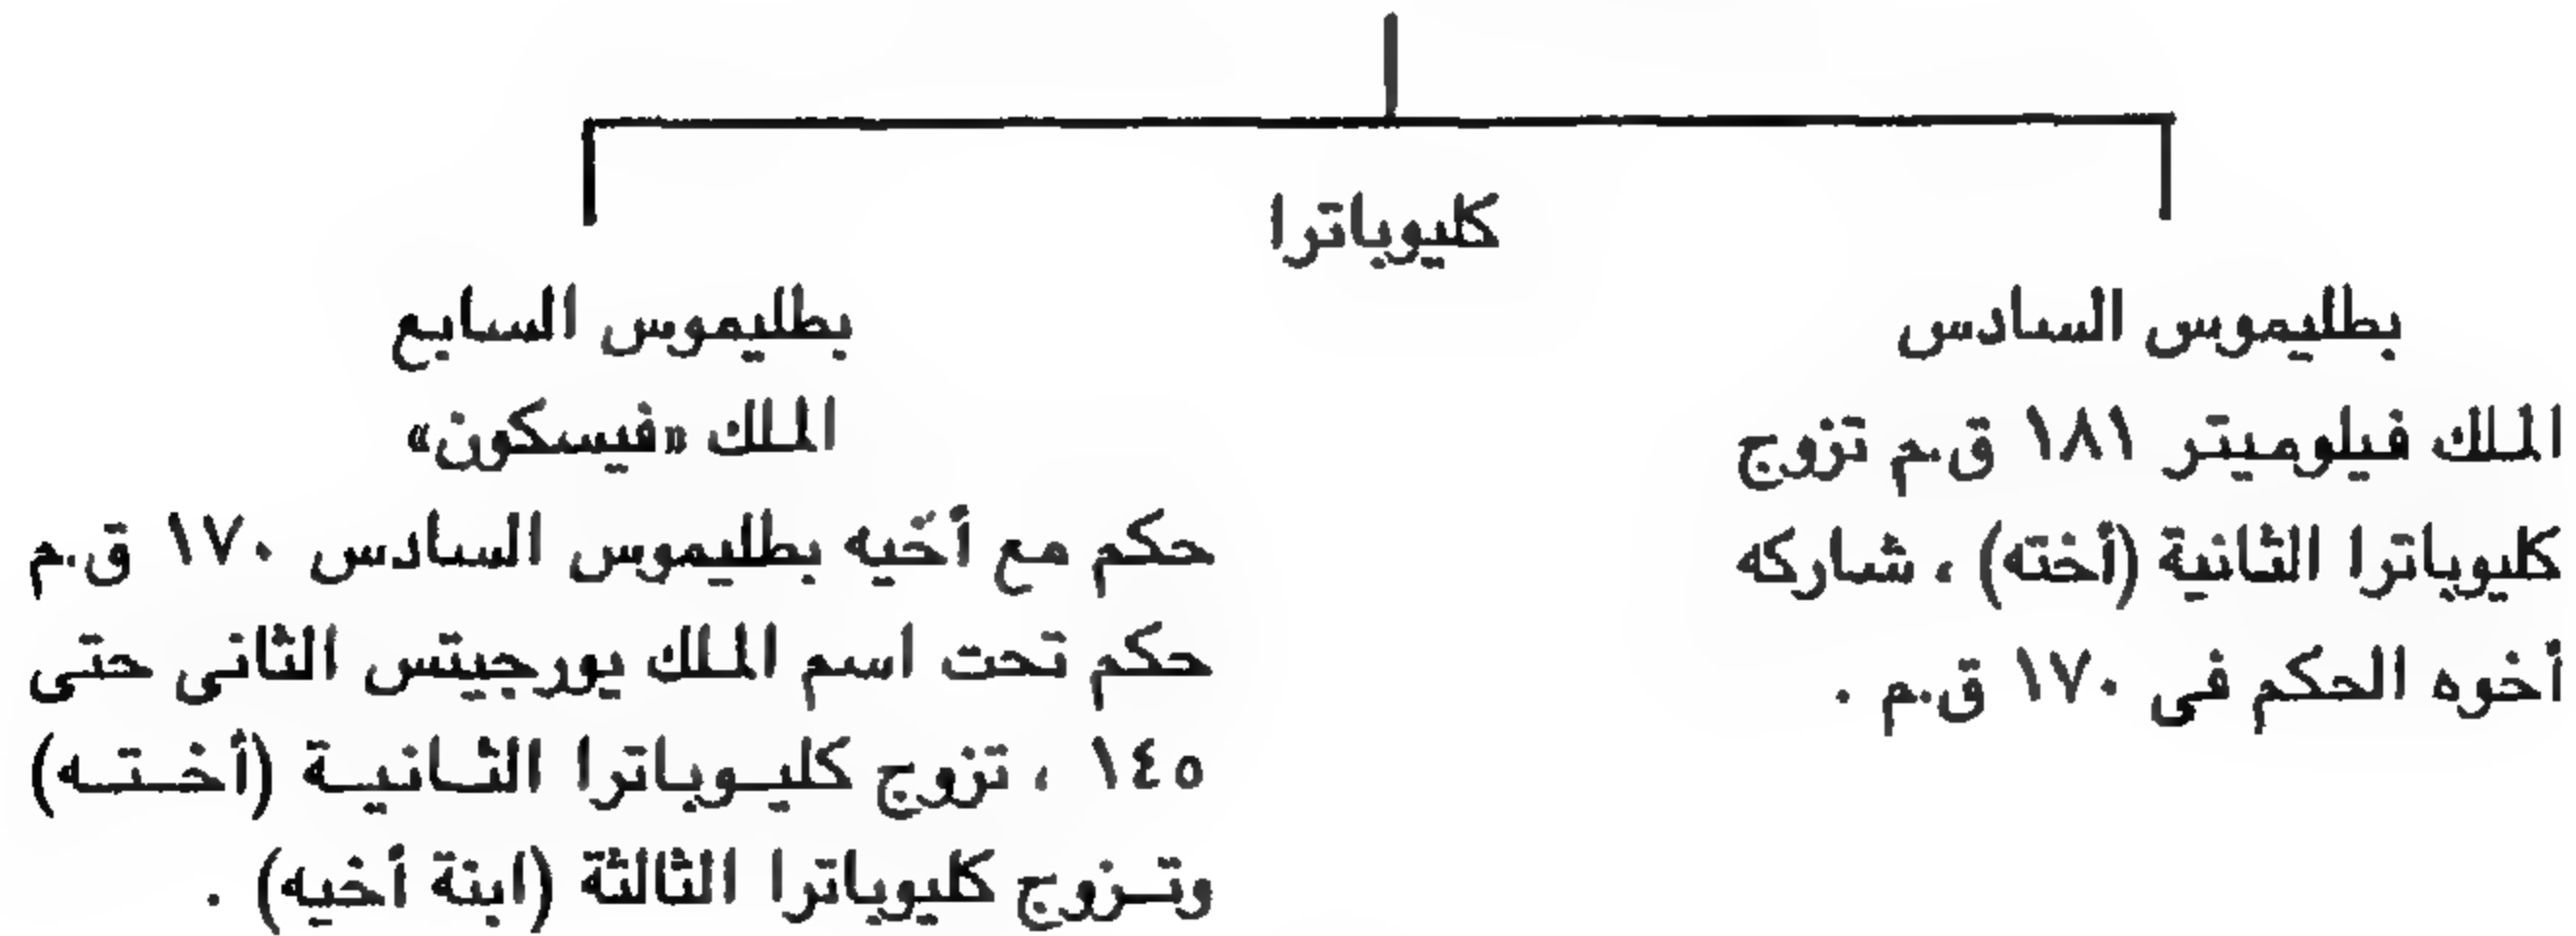 كليوباترا
بطليموس السادس
الملك فيلوميتر ١٨١ ق.م تزوج
كليوباترا الثانية (أخته) ، شاركه
أخوه الحكم فى ١٧٠ ق.م .
بطليموس السابع
الملك «فيسكون»
حكم مع أخيه بطليموس السادس ١٧٠ ق.م
حكم تحت اسم الملك يورجيتس الثانى حتى
١٤٥ ، تزوج كليوباترا الثانية (أخته)
وتزوج كليوباترا الثالثة (ابنة أخيه) .